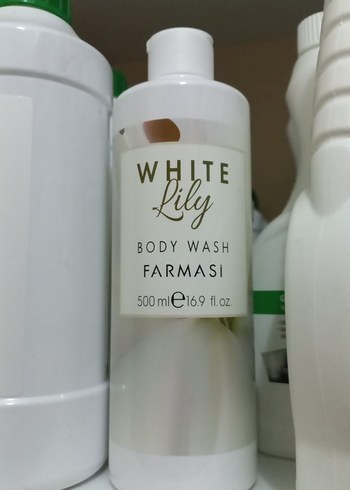 WHITE
Lily
BODY WASH
FARMASi
500 ml℮16.9 fl.oz.